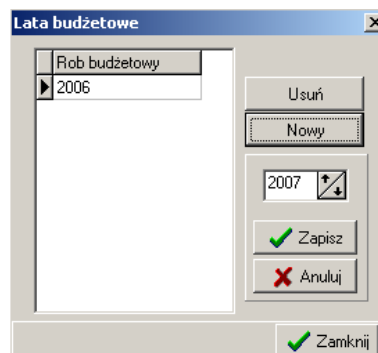 Lata budżetowe
Rob budżetowy
2006
Usuń
Nowy
2007
Zapisz
Anuluj
Zamknij